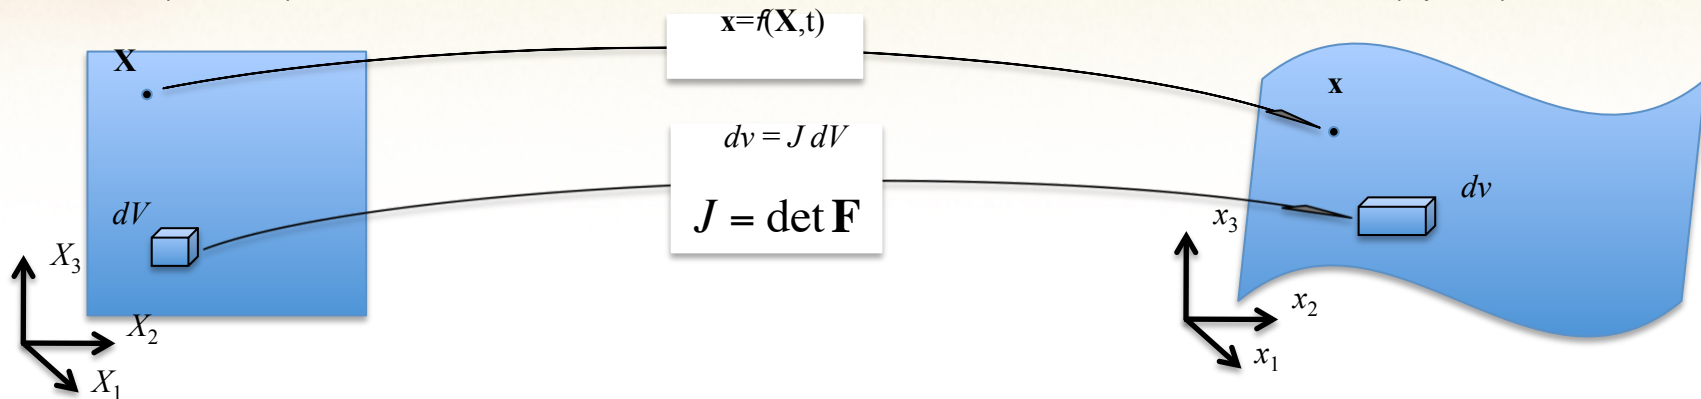 x=f(X,t)
X
x
dv = J dV
J = det F
dV
dv
X₃
X₂
X₁
x₃
x₂
x₁